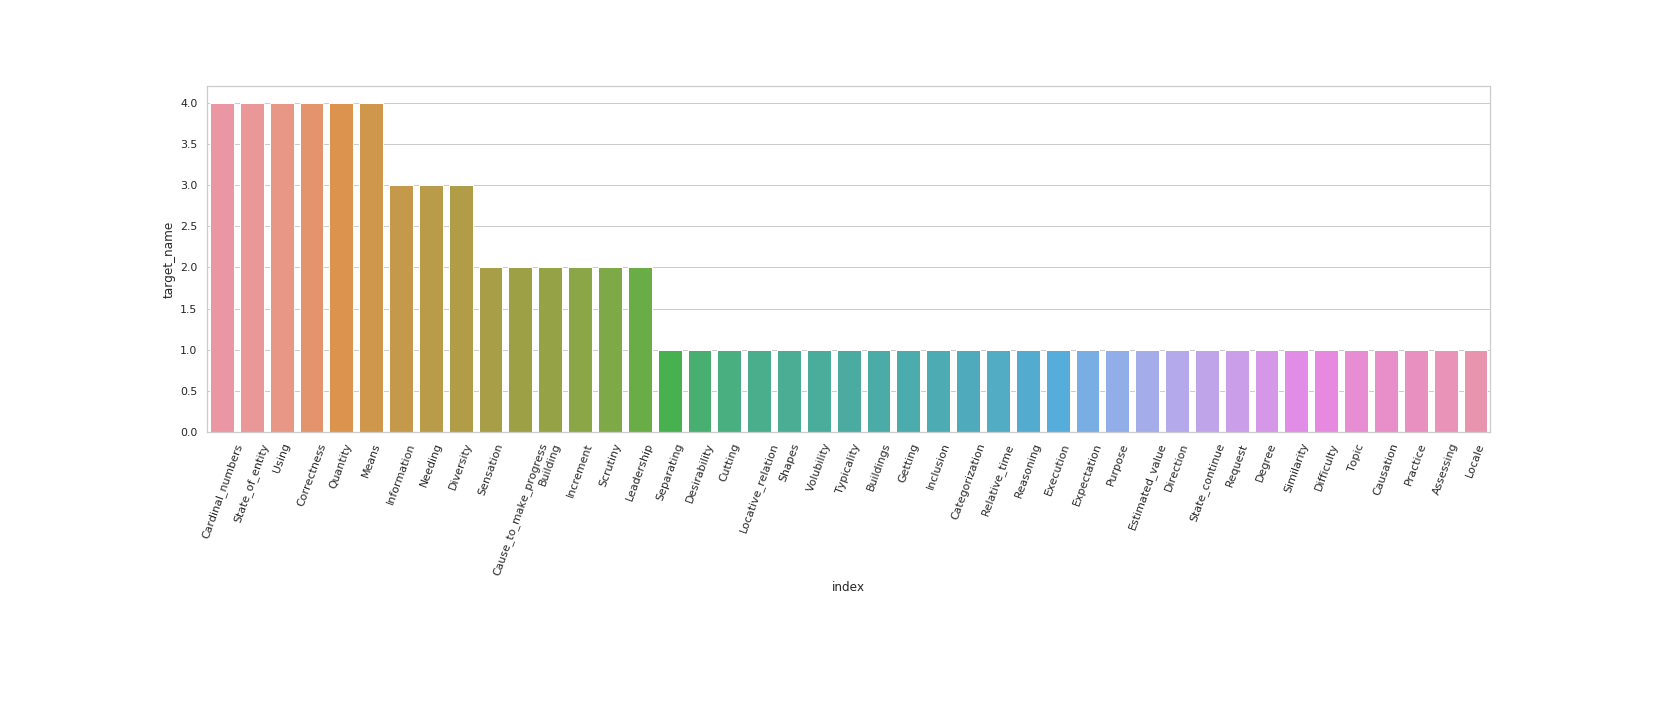 4.0
3.5
3.0
2.5
2.0
1.5
1.0
0.5
0.0
target_name
Cardinal_numbers
State_of_entity
Using
Correctness
Quantity
Means
Information
Needing
Diversity
Sensation
Cause_to_make_progress
Building
Increment
Scrutiny
Leadership
Separating
Desirability
Cutting
Locative_relation
Shapes
Volubility
Typicality
Buildings
Getting
Inclusion
Categorization
Relative_time
Reasoning
Execution
Expectation
Purpose
Estimated_value
Direction
State_continue
Request
Degree
Similarity
Difficulty
Topic
Causation
Practice
Assessing
Locale
index